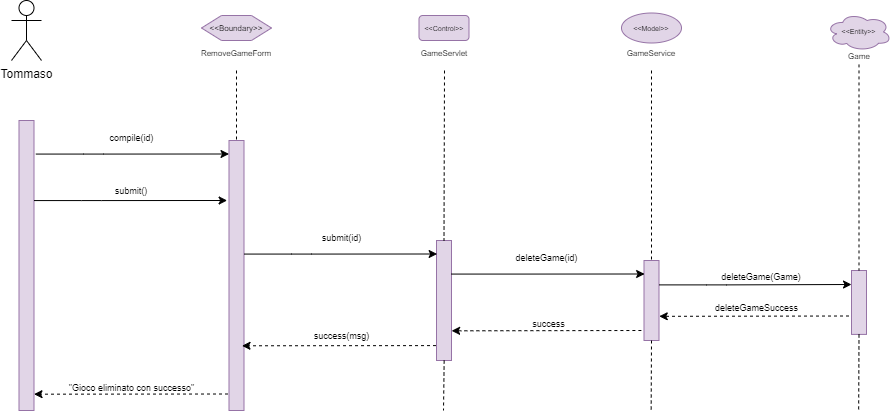 <<Boundary>>
<<Control>>
<<Model>>
<<Entity>>
RemoveGameForm
GameServlet
GameService
Game
Tommaso
compile(id)
submit()
submit(id)
deleteGame(id)
deleteGame(Game)
deleteGameSuccess
success
success(msg)
"Gioco eliminato con successo"